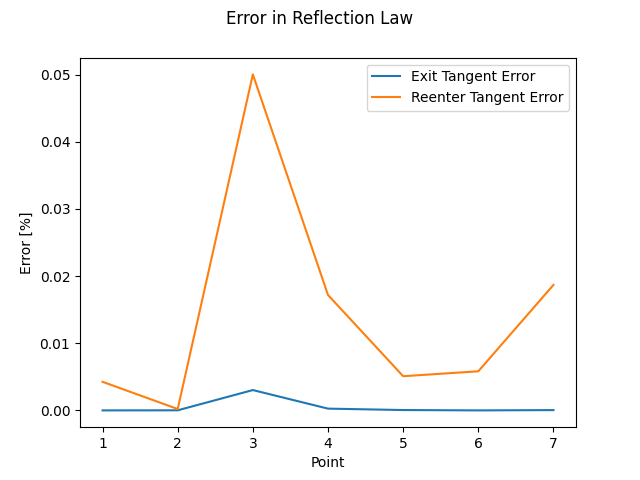 Error in Reflection Law
Exit Tangent Error
Reenter Tangent Error
Error [%]
0.05
0.04
0.03
0.02
0.01
0.00
1 2 3 4 5 6 7
Point